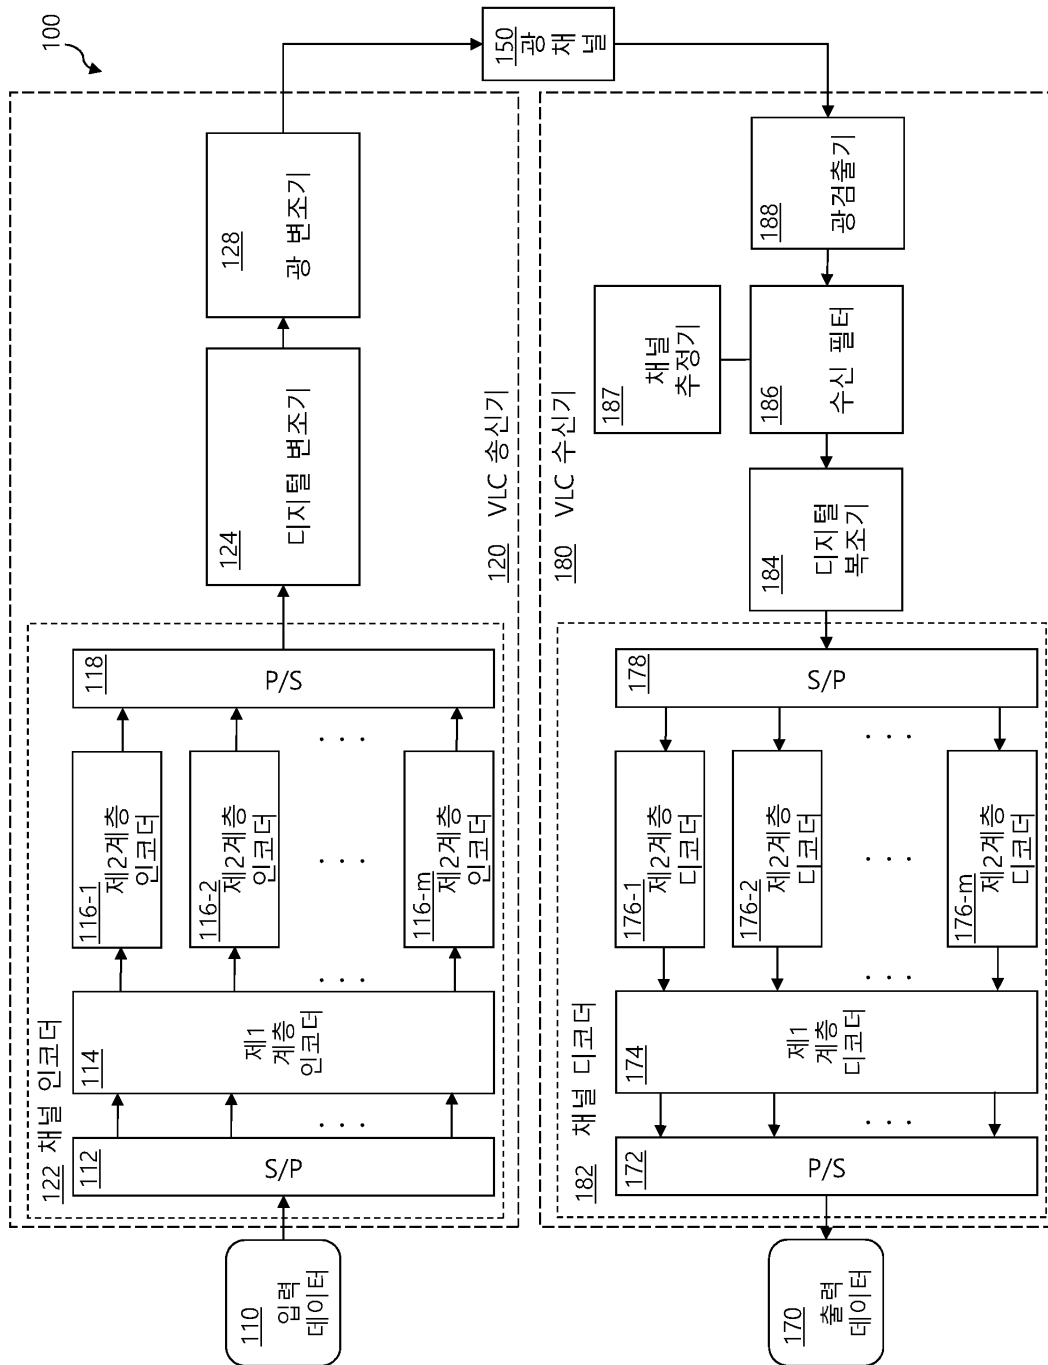 100
110
입력
데이터
120 VLC 송신기
122 채널 인코더
112
S/P
114
제1
계층
인코더
. . .
. . .
116-1
제2계층
인코더
116-2
제2계층
인코더
. . .
116-m
제2계층
인코더
. . .
118
P/S
124
디지털 변조기
128
광 변조기
150
광
채
널
180 VLC 수신기
188
광검출기
186
수신 필터
187
채널
추정기
184
디지털
복조기
182 채널 디코더
178
S/P
. . .
176-1
제2계층
디코더
176-2
제2계층
디코더
. . .
176-m
제2계층
디코더
. . .
174
제1
계층
디코더
. . .
172
P/S
170
출력
데이터